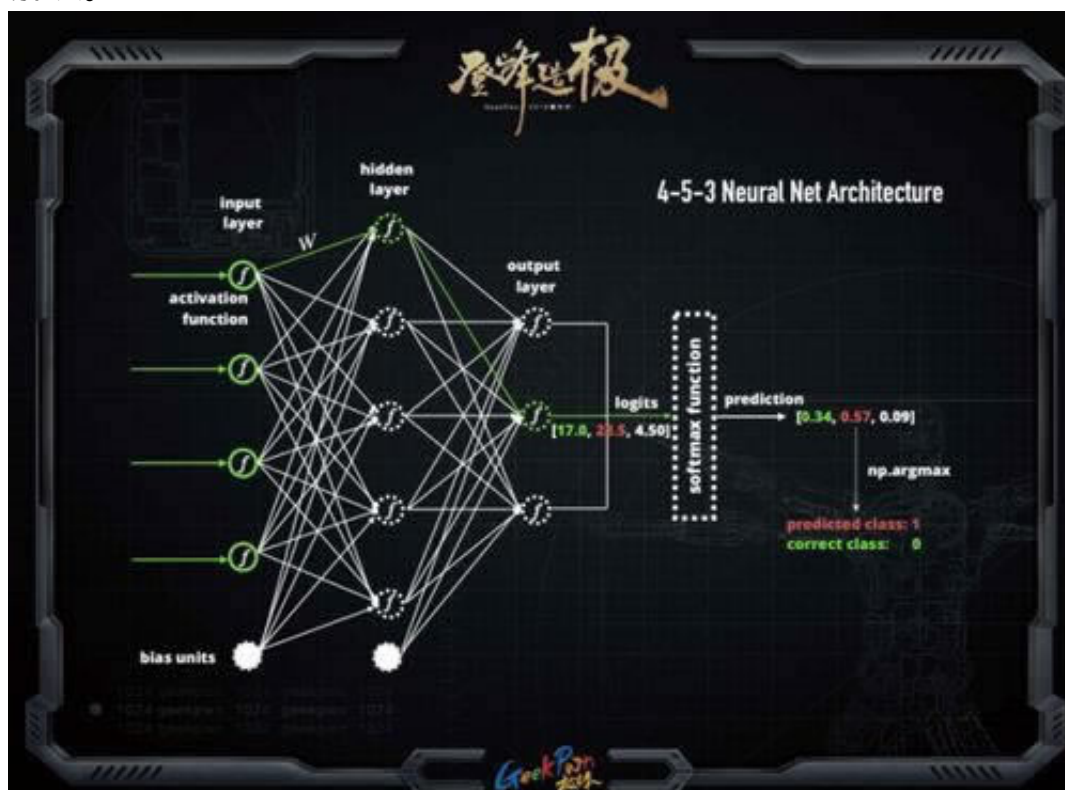 登峰造极
4-5-3 Neural Net Architecture
hidden
layer
input
layer
W
activation
function
output
layer
softmax function
logits
[17.0, 28.5, 4.50]
prediction
[0.34, 0.57, 0.09]
np.argmax
predicted class: 1
correct class: 0
bias units
GeekPwn